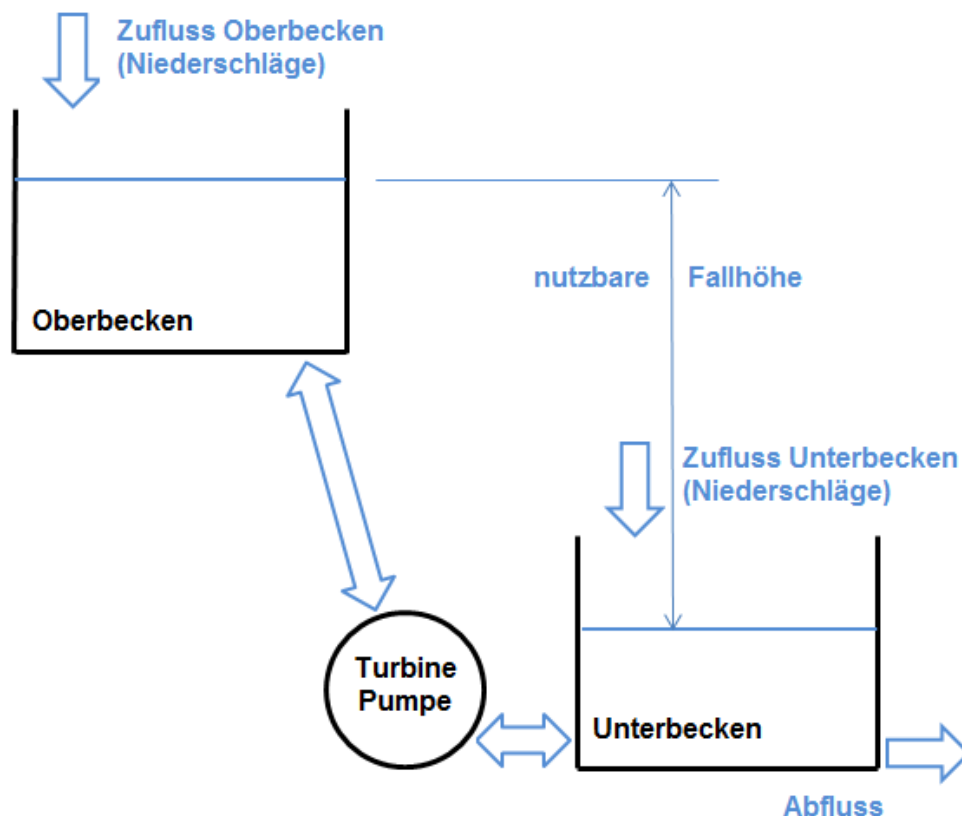 Zufluss Oberbecken
(Niederschläge)
nutzbare Fallhöhe
Oberbecken
Zufluss Unterbecken
(Niederschläge)
Turbine
Pumpe
Unterbecken
Abfluss